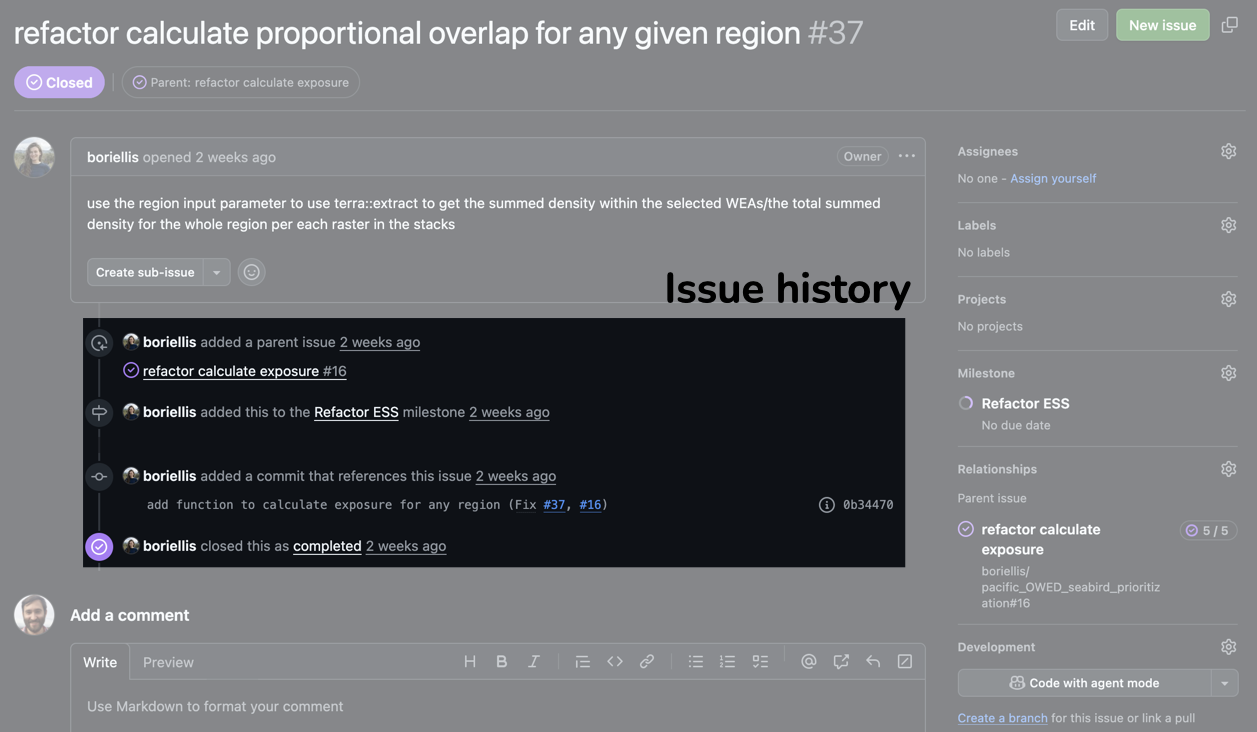 refactor calculate proportional overlap for any given region #37
Edit
New issue
Closed
Parent: refactor calculate exposure
boriellis opened 2 weeks ago
Owner
use the region input parameter to use terra::extract to get the summed density within the selected WEAs/the total summed
density for the whole region per each raster in the stacks
Create sub-issue
Issue history
boriellis added a parent issue 2 weeks ago
refactor calculate exposure #16
boriellis added this to the Refactor ESS milestone 2 weeks ago
boriellis added a commit that references this issue 2 weeks ago
add function to calculate exposure for any region (Fix #37, #16)
0b34470
boriellis closed this as completed 2 weeks ago
Add a comment
Write
Preview
Use Markdown to format your comment
Assignees
No one - Assign yourself
Labels
No labels
Projects
No projects
Milestone
Refactor ESS
No due date
Relationships
Parent issue
refactor calculate
exposure
5 / 5
boriellis/
pacific_OWED_seabird_prioritiz
ation#16
Development
Code with agent mode
Create a branch for this issue or link a pull